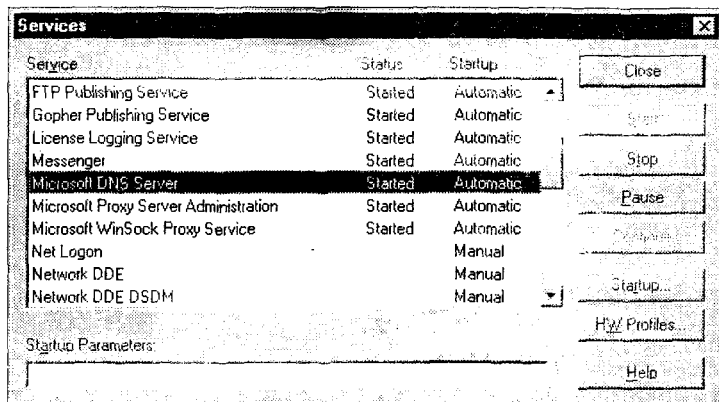 Services
Service Status Startup
FTP Publishing Service Started Automatic
Gopher Publishing Service Started Automatic
License Logging Service Started Automatic
Messenger Started Automatic
Microsoft DNS Server Started Automatic
Microsoft Proxy Server Administration Started Automatic
Microsoft WinSock Proxy Service Started Automatic
Net Logon Manual
Network DDE Manual
Network DDE DSDM Manual
Startup Parameters:
Close
Start
Stop
Pause
Continue
Startup...
HW Profiles...
Help